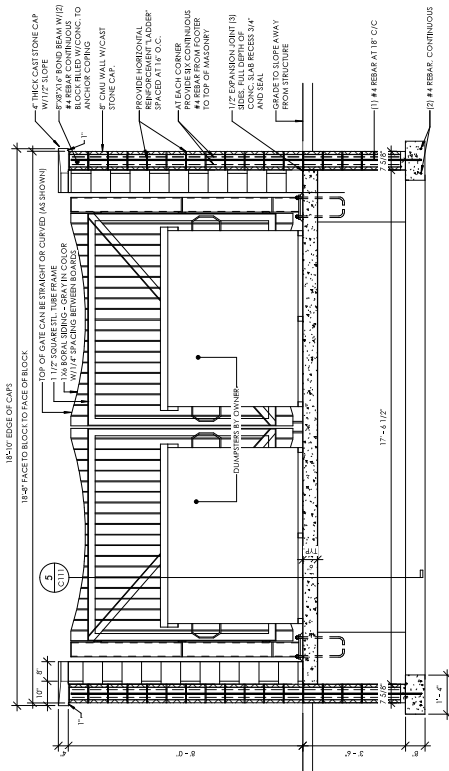 18'-10" EDGE OF CAPS
18'-8" FACE TO BLOCK TO FACE OF BLOCK
TOP OF GATE CAN BE STRAIGHT OR CURVED (AS SHOWN)
1 1/2" SQUARE STL. TUBE FRAME
1X6 BORAL SIDING - GRAY IN COLOR
W/1/4" SPACING BETWEEN BOARDS
4" THICK CAST STONE CAP
W/1/2" SLOPE
8"X8"X16" BOND BEAM W/(2)
#4 REBAR CONTINUOUS
BLOCK FILLED W/CONC. TO
ANCHOR COPING
8" CMU WALL W/CAST
STONE CAP.
PROVIDE HORIZONTAL
REINFORCEMENT "LADDER"
SPACED AT 16" O.C.
AT EACH CORNER
PROVIDE SIX CONTINUOUS
#4 REBAR FROM FOOTER
TO TOP OF MASONRY
1/2" EXPANSION JOINT (3)
SIDES, FULL DEPTH OF
CONC. SLAB RECESS 3/4"
AND SEAL
GRADE TO SLOPE AWAY
FROM STRUCTURE
(1) #4 REBAR AT 18" C/C
(2) #4 REBAR, CONTINUOUS
5
C111
10"
8"
1"
1"
DUMPSTERS BY OWNER
TYP.
6"
7 5/8"
17' - 6 1/2"
7 5/8"
1' - 4"
4"
8' - 0"
3' - 6"
8"